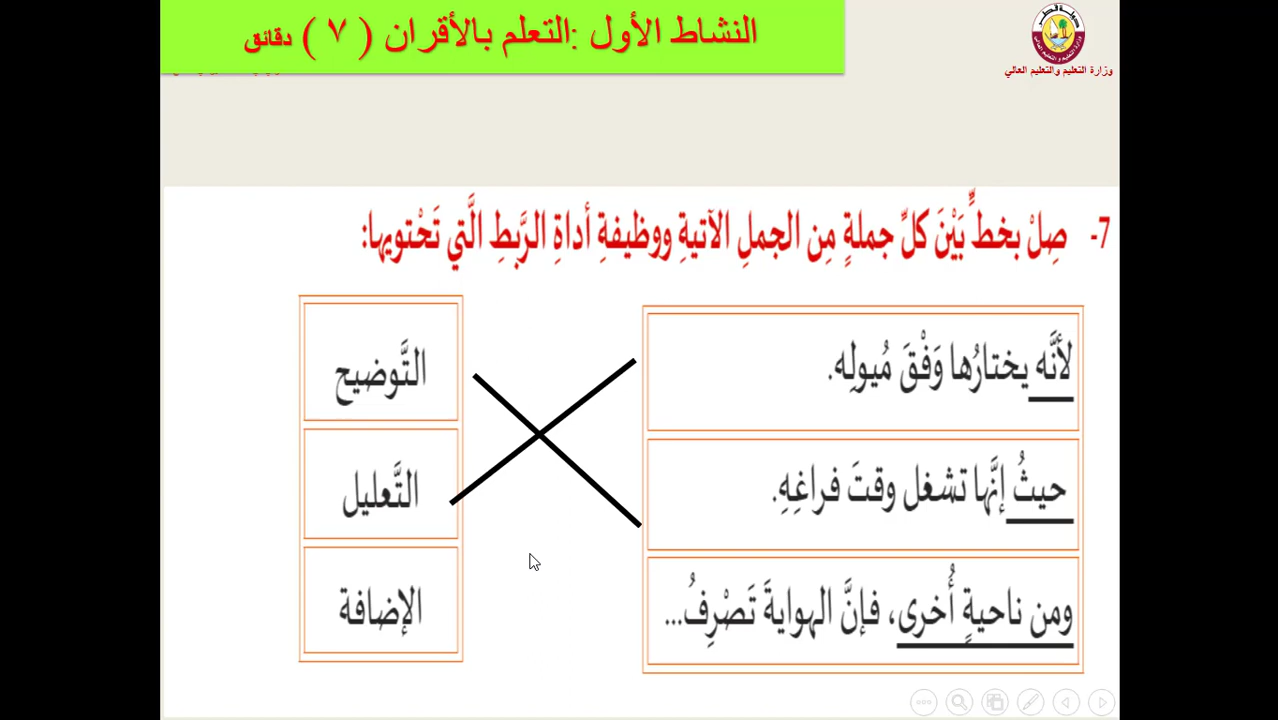 النشاط الأول :التعلم بالأقران ( ٧ ) دقائق
وزارة التعليم والتعليم العالي
7- صِلْ بخطٍّ بَيْنَ كلِّ جملةٍ مِن الجملِ الآتيةِ ووظيفةِ أداةِ الرَّبطِ الَّتي تَحْتويها:
لأنَّه يختارُها وَفْقَ مُيولِه.
التَّوضيح
حيثُ إنَّها تشغل وقتَ فراغِهِ.
التَّعليل
ومن ناحيةٍ أُخرى، فإنَّ الهوايةَ تَصْرِفُ...
الإضافة